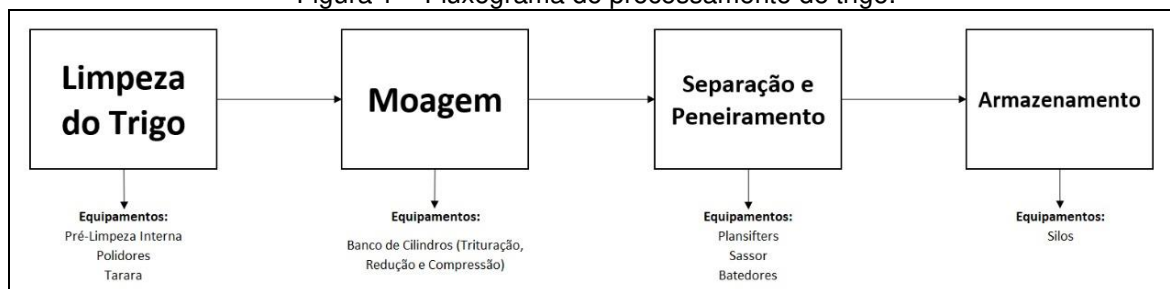 Limpeza
do Trigo
Moagem
Separação e
Peneiramento
Armazenamento
Equipamentos:
Pré-Limpeza Interna
Polidores
Tarara
Equipamentos:
Banco de Cilindros (Trituração,
Redução e Compressão)
Equipamentos:
Plansifters
Sassor
Batedores
Equipamentos:
Silos